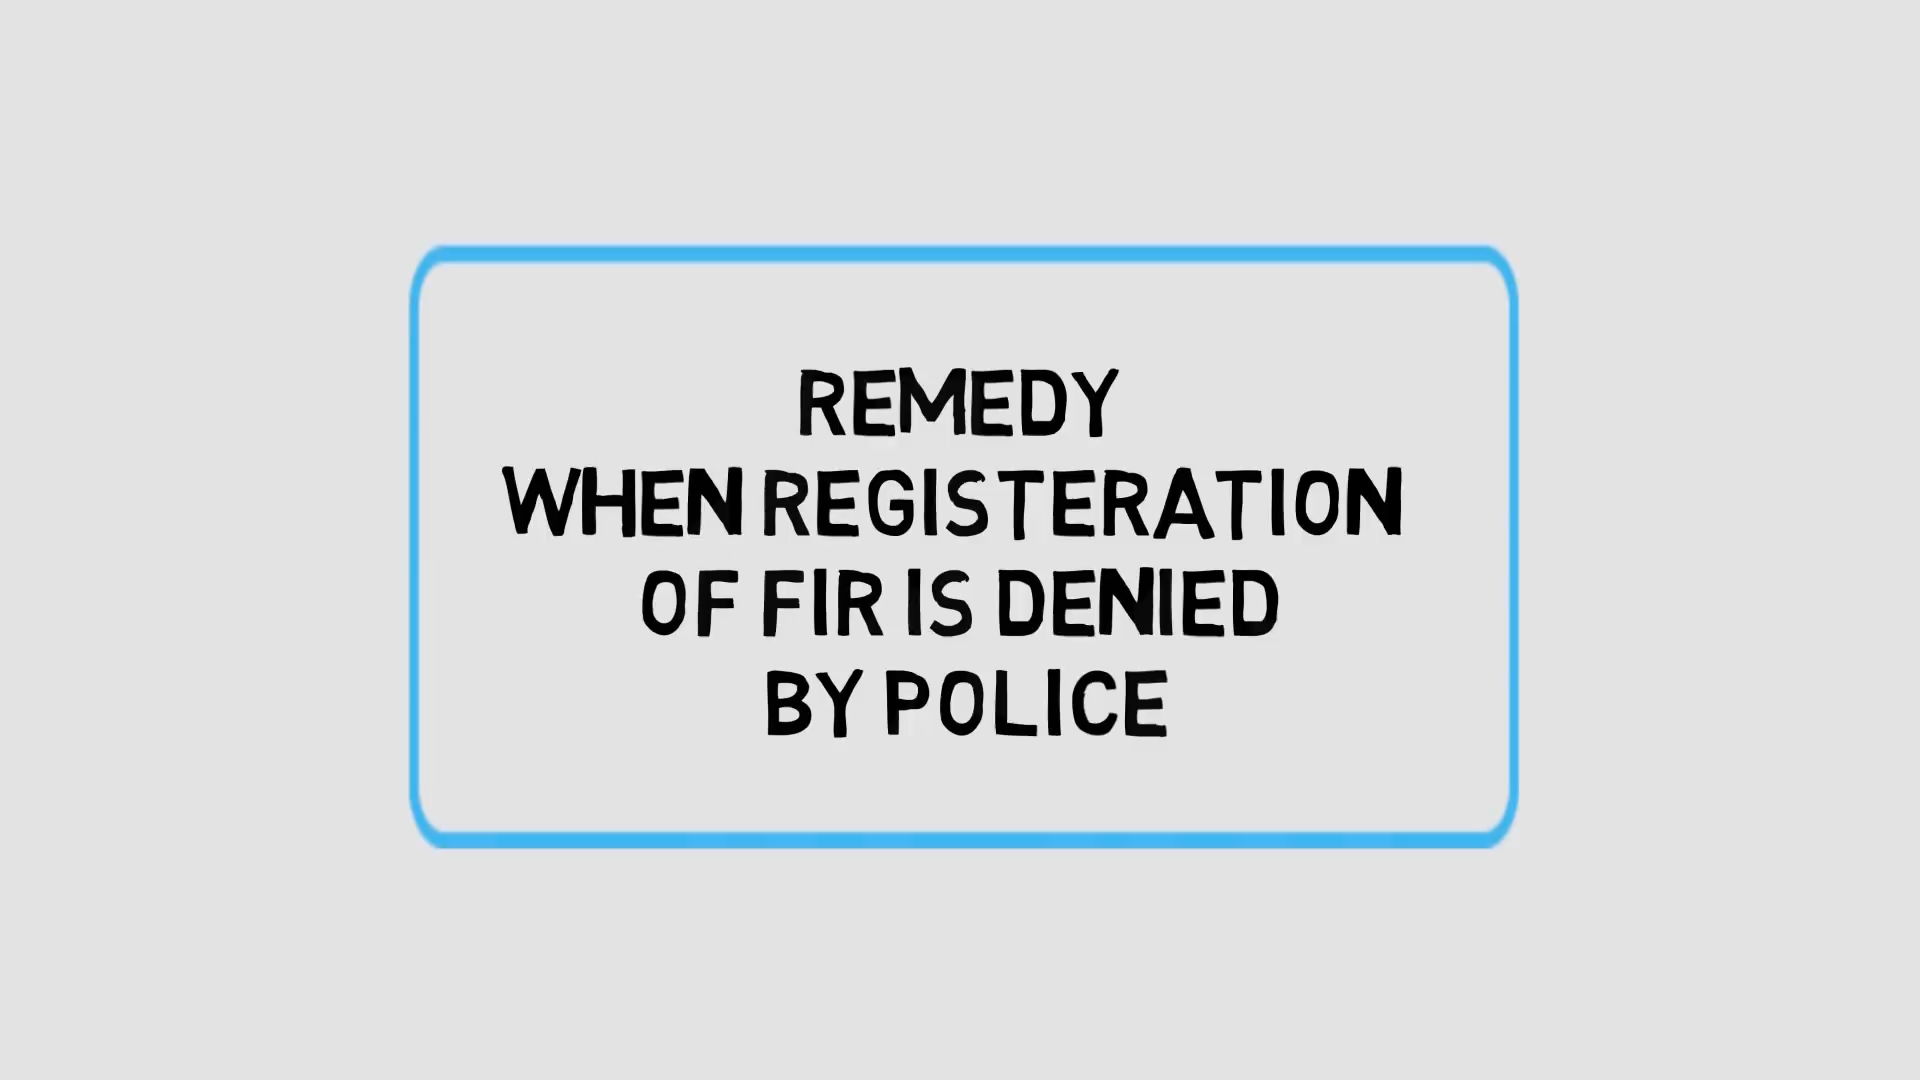 REMEDY
WHEN REGISTERATION
OF FIR IS DENIED
BY POLICE